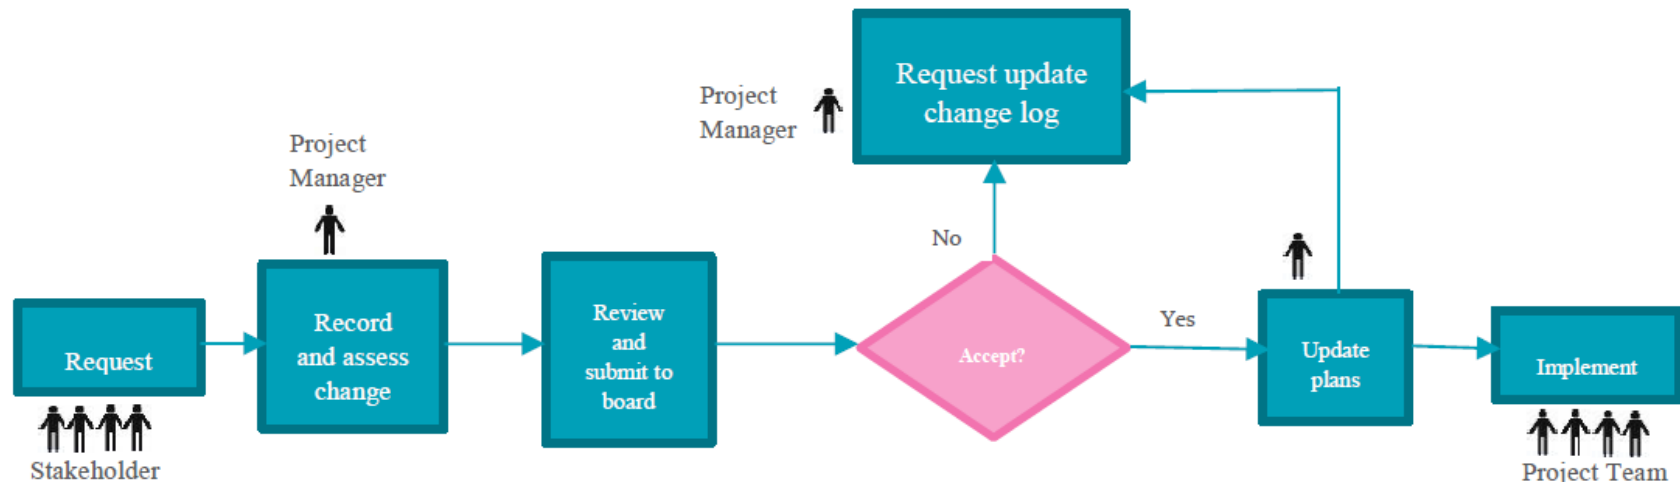 Request
Stakeholder
Project
Manager
Record
and assess
change
Review
and
submit to
board
Accept?
No
Yes
Project
Manager
Request update
change log
Update
plans
Implement
Project Team